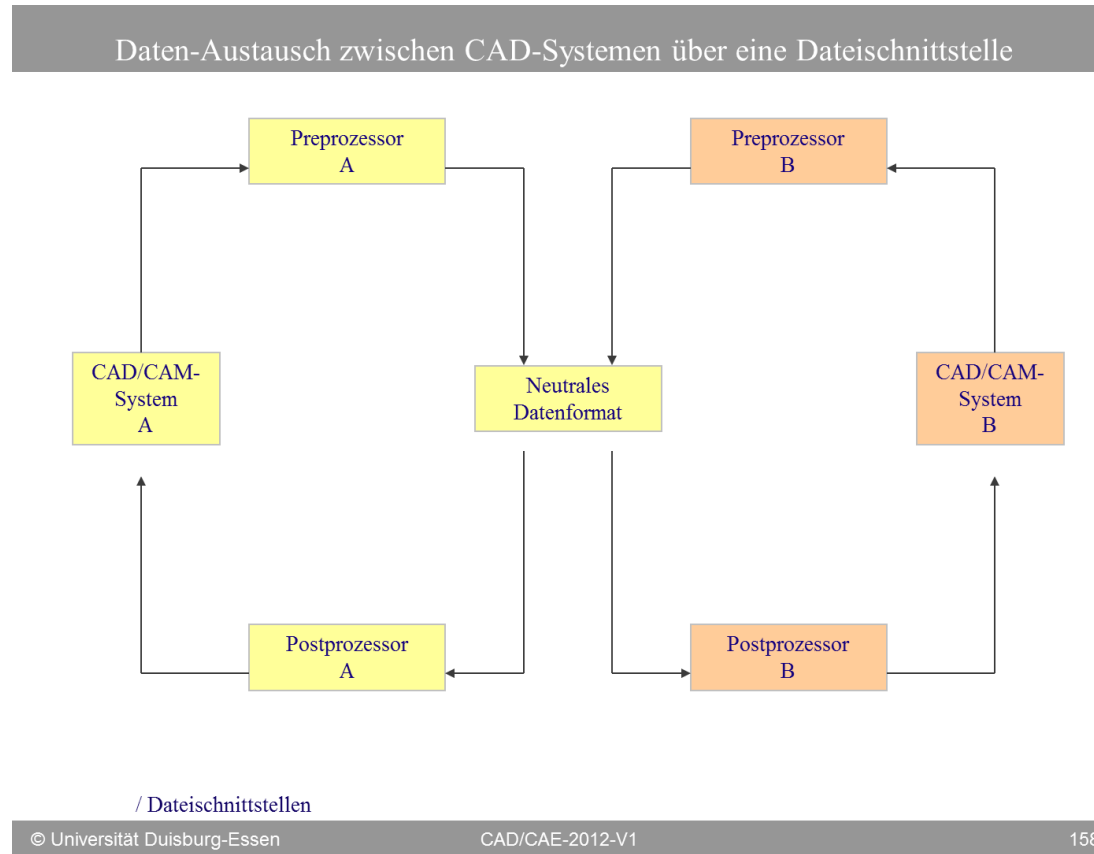 Daten-Austausch zwischen CAD-Systemen über eine Dateischnittstelle
Preprozessor
A
Preprozessor
B
CAD/CAM-
System
A
Neutrales
Datenformat
CAD/CAM-
System
B
Postprozessor
A
Postprozessor
B
/ Dateischnittstellen
© Universität Duisburg-Essen
CAD/CAE-2012-V1
158